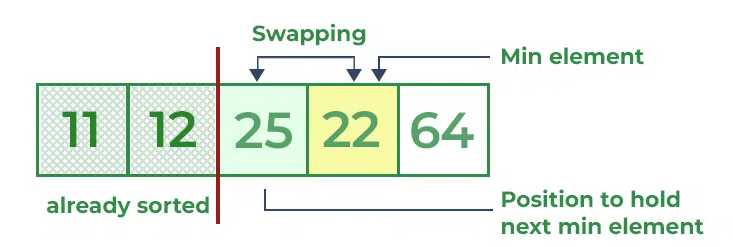 Swapping
Min element
11 12 25 22 64
already sorted
Position to hold
next min element